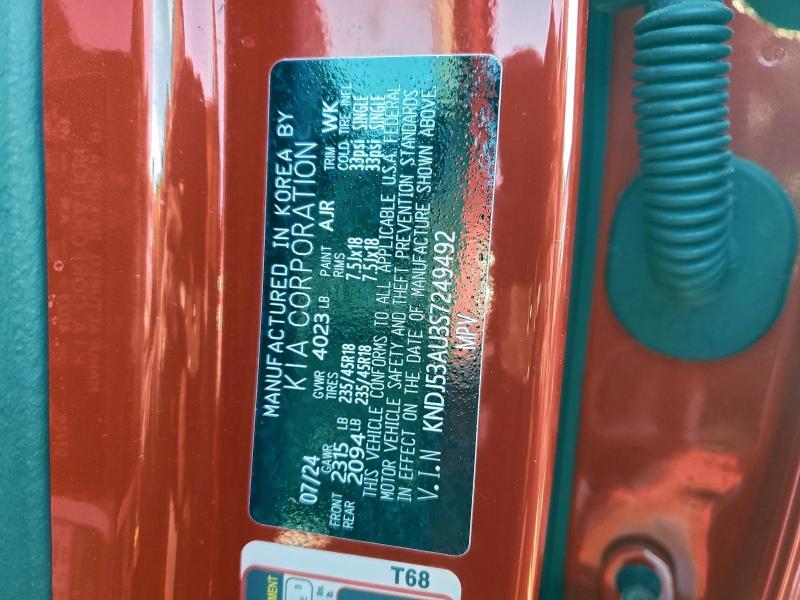 MANUFACTURED IN KOREA BY
KIA CORPORATION
07/24 GVWR 4023 LB PAINT AJR TRIM WK
GAWR TIRES RIMS COLD TIRE INFL
FRONT 2315 LB 235/45R18 7.5Jx18 33psi SINGLE
REAR 2094 LB 235/45R18 7.5Jx18 33psi SINGLE
THIS VEHICLE CONFORMS TO ALL APPLICABLE U.S.A. FEDERAL
MOTOR VEHICLE SAFETY AND THEFT PREVENTION STANDARDS
IN EFFECT ON THE DATE OF MANUFACTURE SHOWN ABOVE.
V.I.N KNDJ53AU3S7249492
MPV
T68